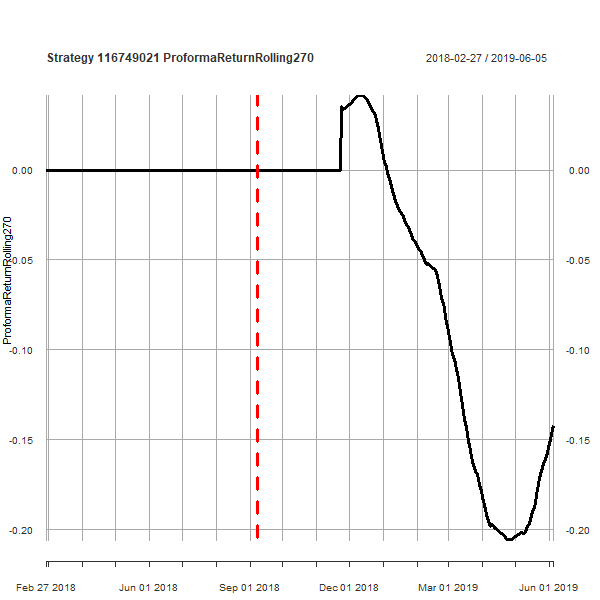 Strategy 116749021 ProformaReturnRolling270
2018-02-27 / 2019-06-05
ProformaReturnRolling270
0.00
0.00
-0.05
-0.05
-0.10
-0.10
-0.15
-0.15
-0.20
-0.20
Feb 27 2018
Jun 01 2018
Sep 01 2018
Dec 01 2018
Mar 01 2019
Jun 01 2019